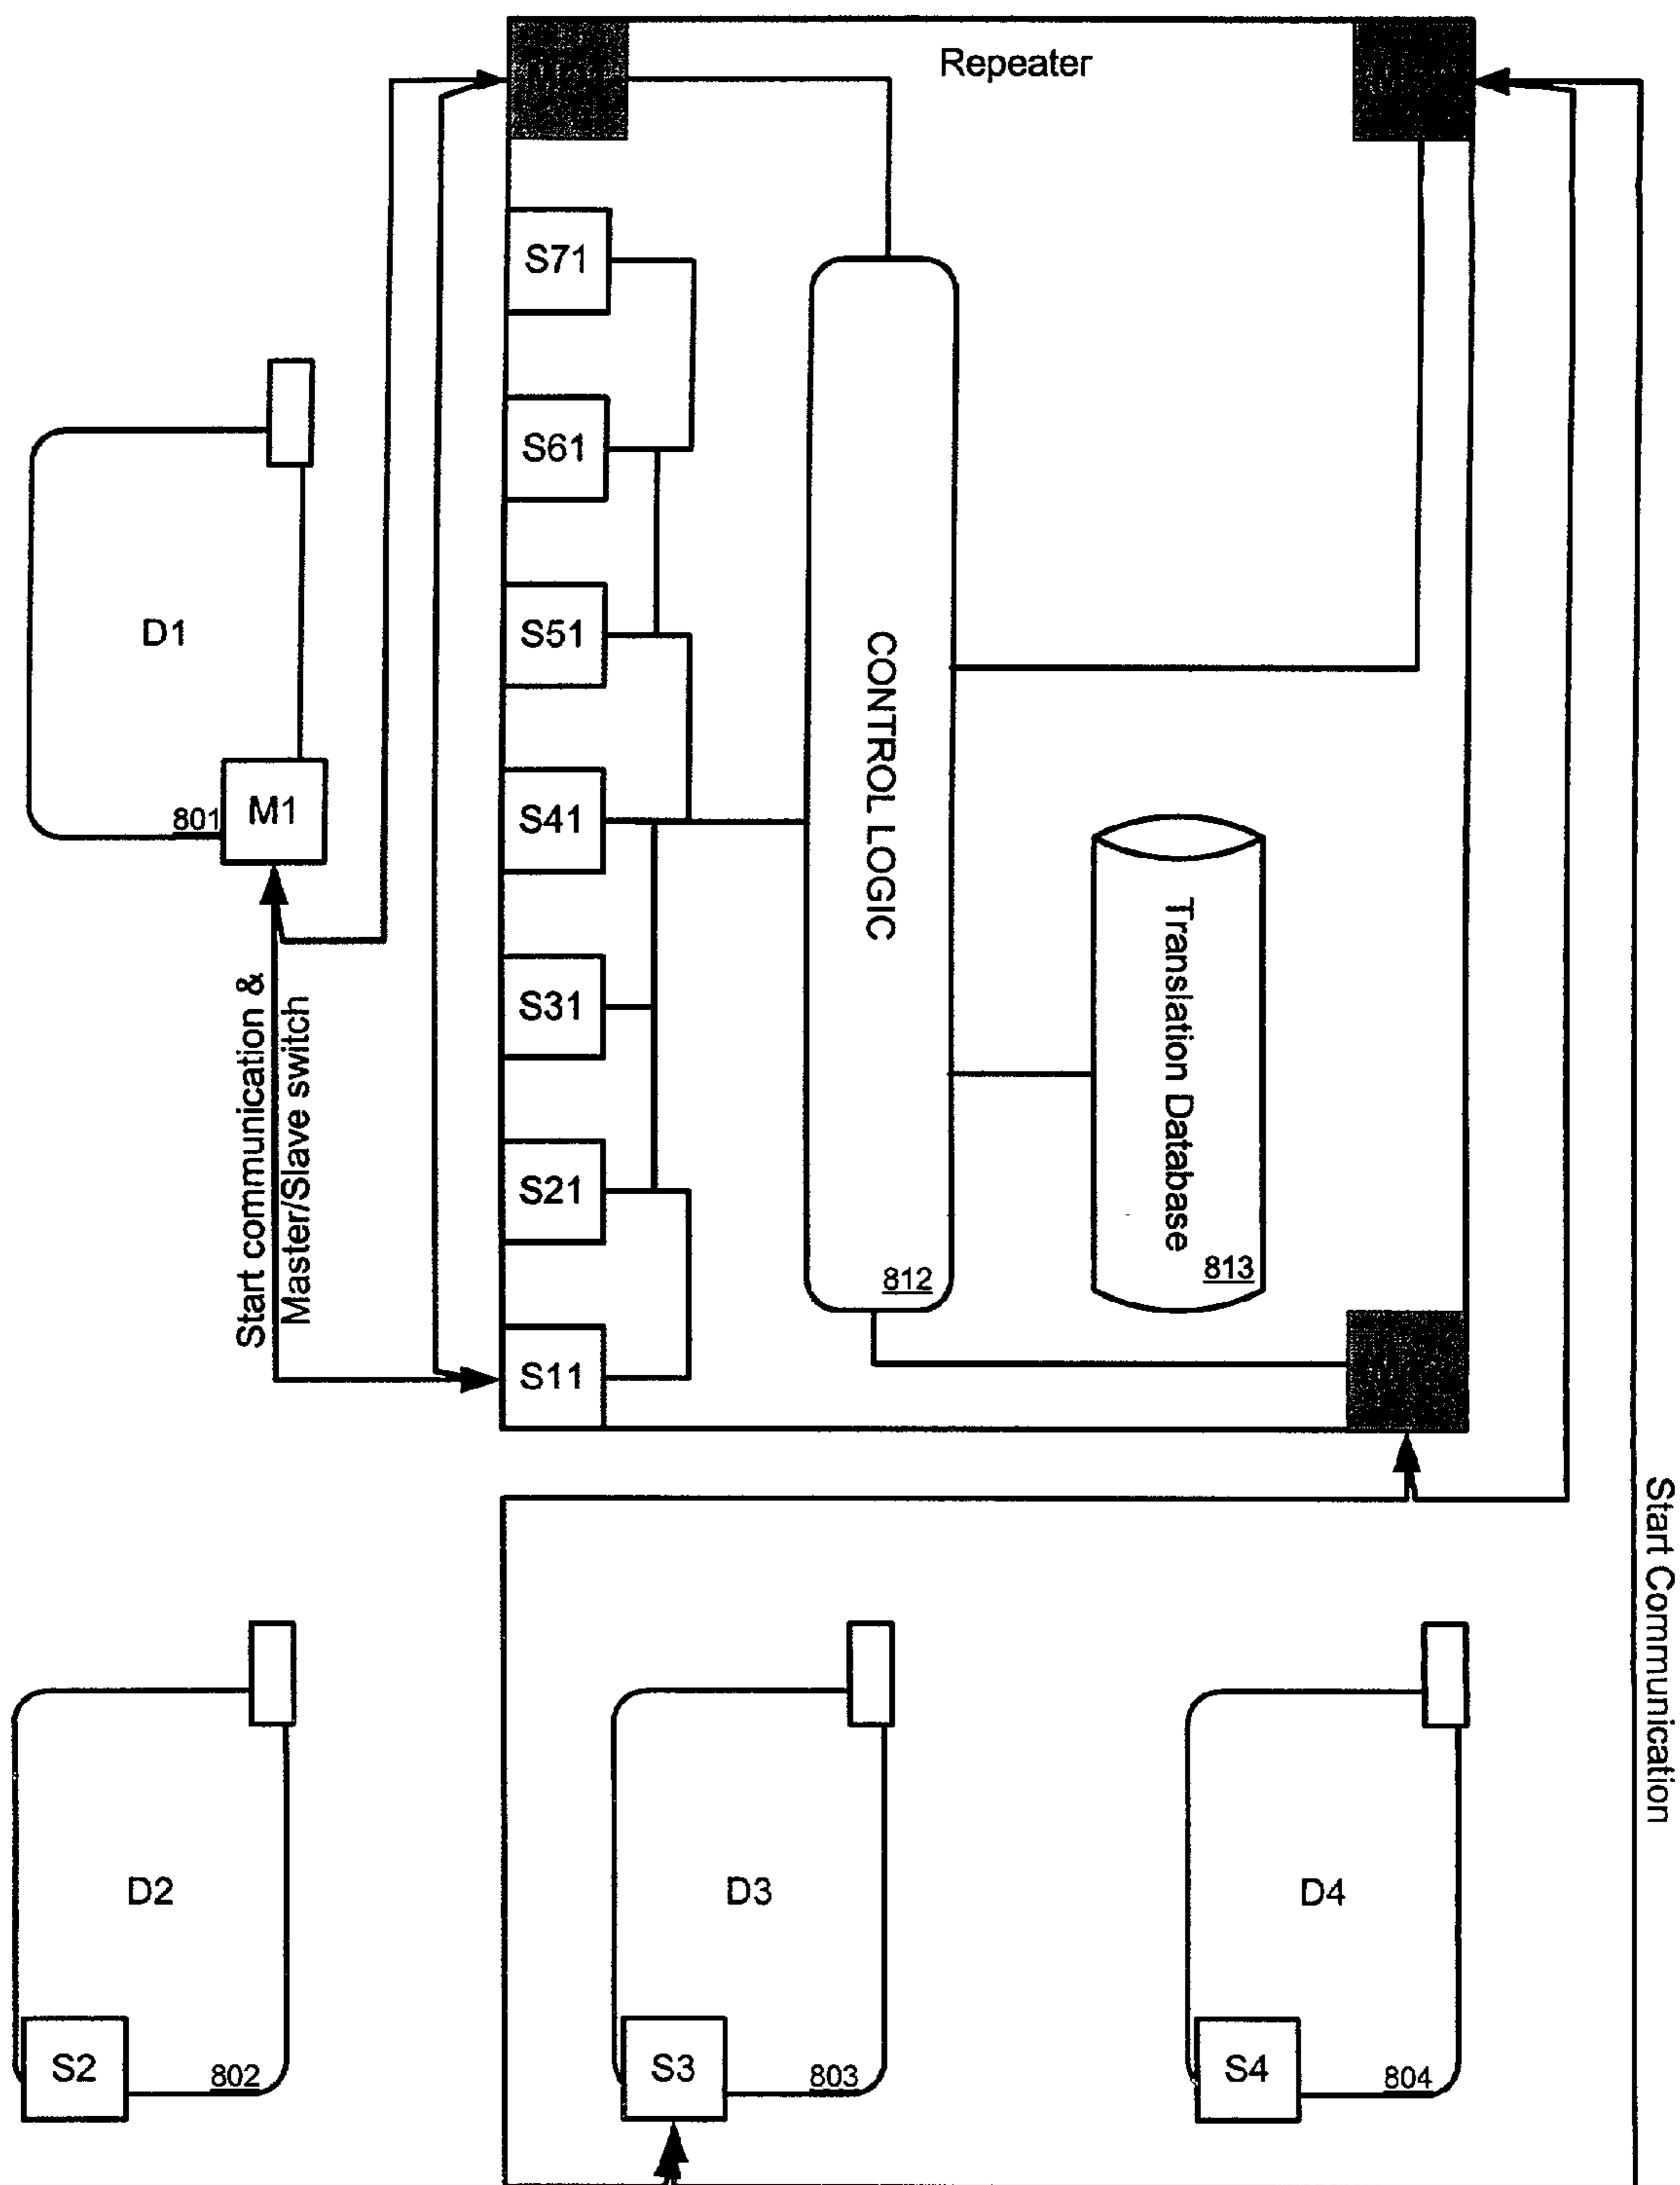 Repeater
S71
S61
S51
S41
S31
S21
S11
CONTROL LOGIC
812
Translation Database
813
D1
M1
801
Start communication &
Master/Slave switch
Start Communication
D2
S2
802
D3
S3
803
D4
S4
804